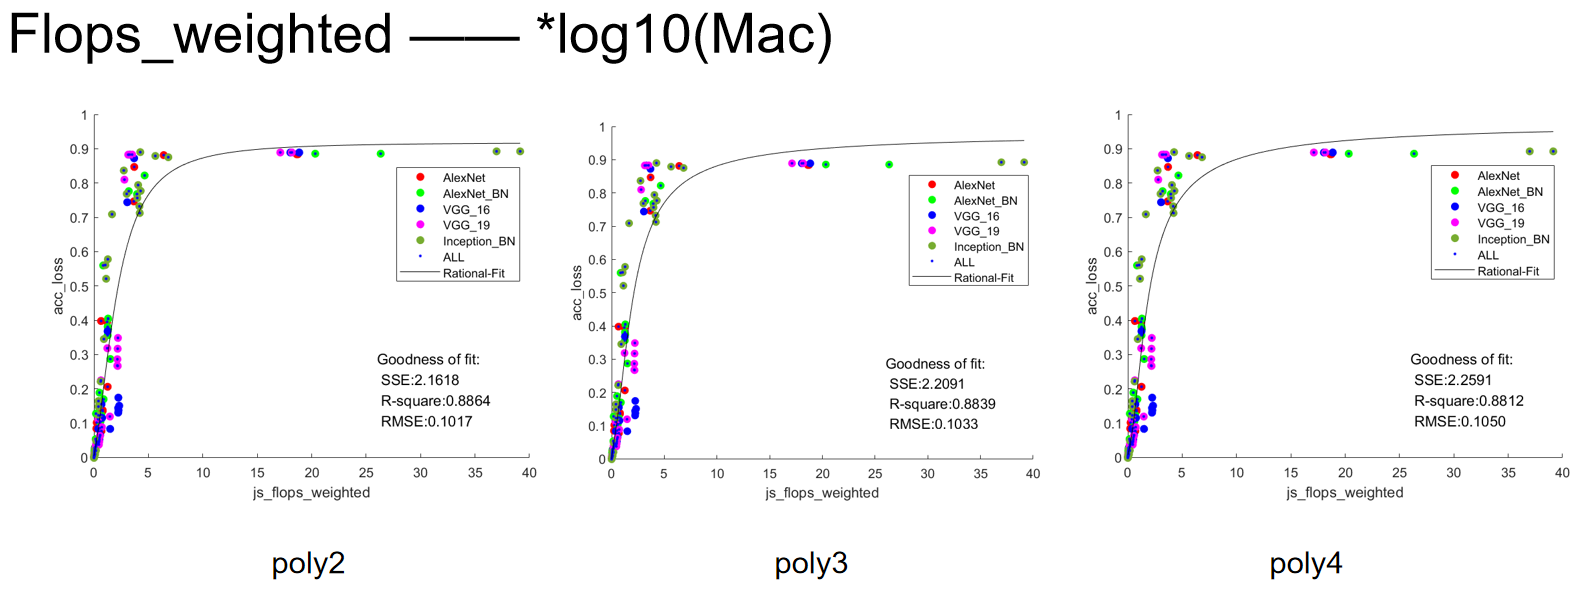 Flops_weighted —— *log10(Mac)
1
0.9
0.8
0.7
0.6
0.5
0.4
0.3
0.2
0.1
0
acc_loss
0 5 10 15 20 25 30 35 40
js_flops_weighted
AlexNet
AlexNet_BN
VGG_16
VGG_19
Inception_BN
ALL
Rational-Fit
Goodness of fit:
SSE:2.1618
R-square:0.8864
RMSE:0.1017
poly2
1
0.9
0.8
0.7
0.6
0.5
0.4
0.3
0.2
0.1
0
acc_loss
0 5 10 15 20 25 30 35 40
js_flops_weighted
AlexNet
AlexNet_BN
VGG_16
VGG_19
Inception_BN
ALL
Rational-Fit
Goodness of fit:
SSE:2.2091
R-square:0.8839
RMSE:0.1033
poly3
1
0.9
0.8
0.7
0.6
0.5
0.4
0.3
0.2
0.1
0
acc_loss
0 5 10 15 20 25 30 35 40
js_flops_weighted
AlexNet
AlexNet_BN
VGG_16
VGG_19
Inception_BN
ALL
Rational-Fit
Goodness of fit:
SSE:2.2591
R-square:0.8812
RMSE:0.1050
poly4